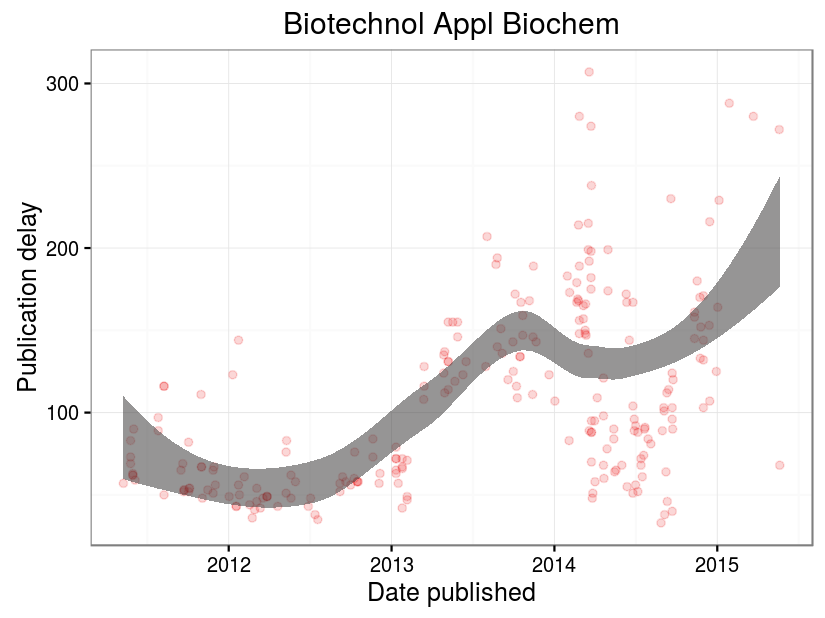 Biotechnol Appl Biochem
Publication delay
300
200
100
2012 2013 2014 2015
Date published